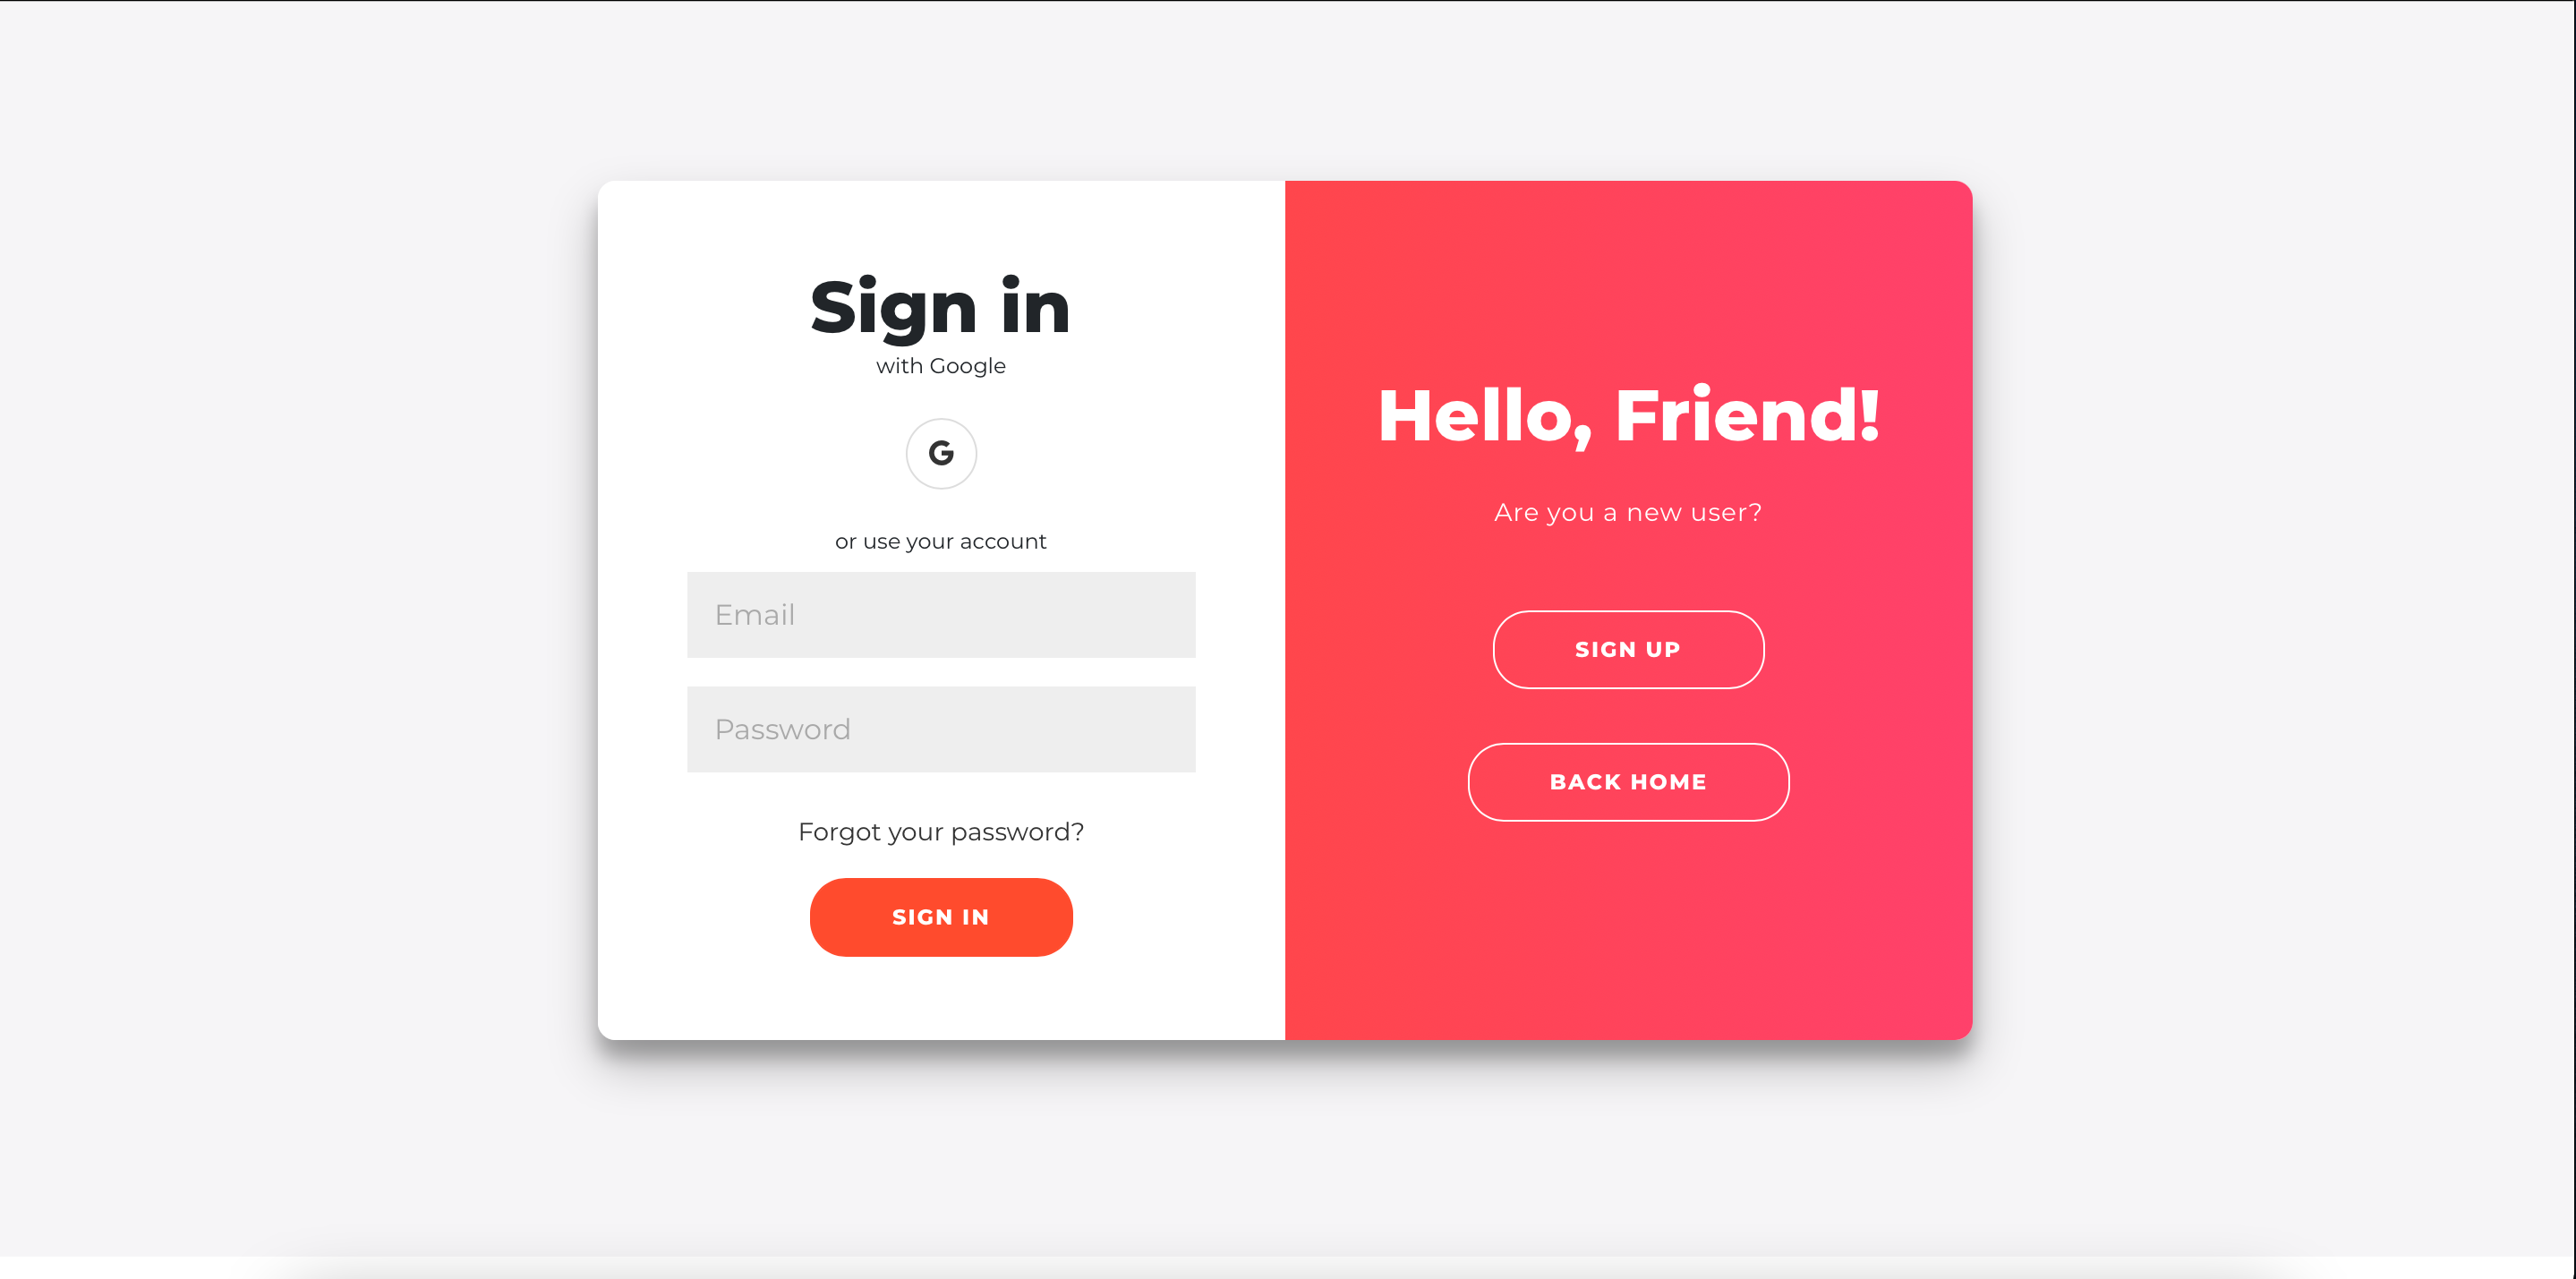 Sign in
with Google
G
or use your account
Email
Password
Forgot your password?
SIGN IN
Hello, Friend!
Are you a new user?
SIGN UP
BACK HOME